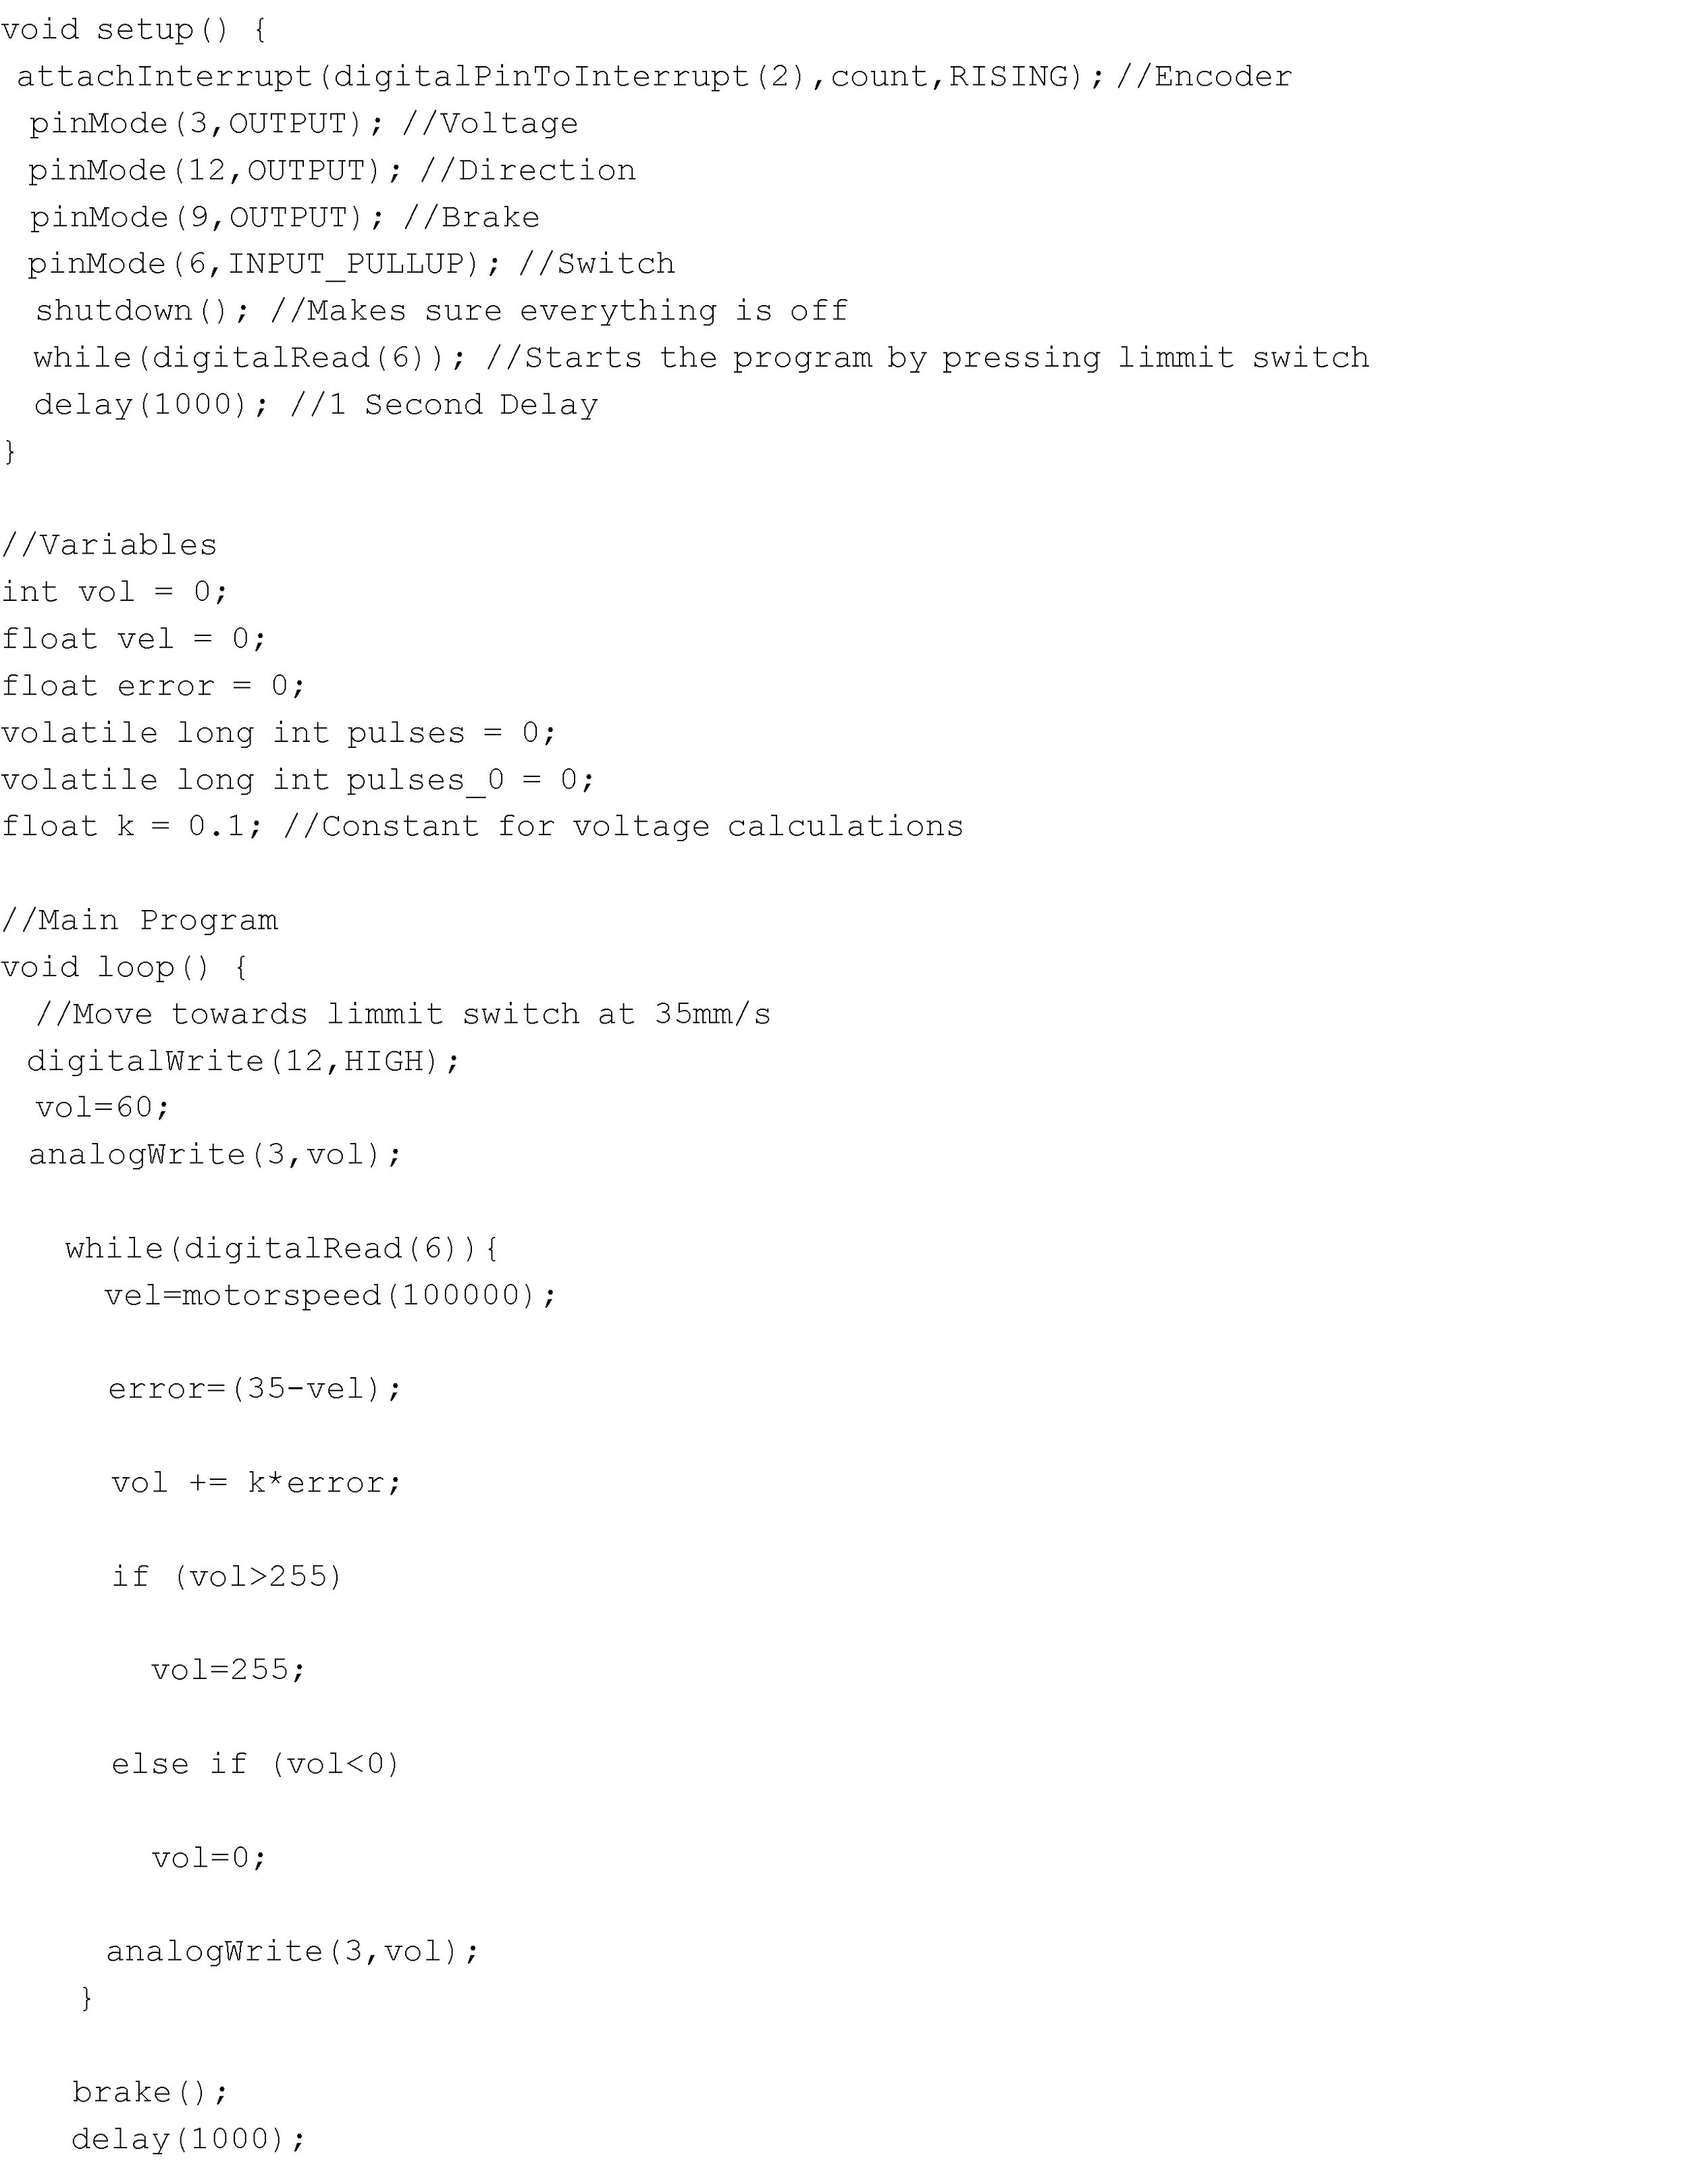 void setup() {
attachInterrupt(digitalPinToInterrupt(2),count,RISING); //Encoder
pinMode(3,OUTPUT); //Voltage
pinMode(12,OUTPUT); //Direction
pinMode(9,OUTPUT); //Brake
pinMode(6,INPUT_PULLUP); //Switch
shutdown(); //Makes sure everything is off
while(digitalRead(6)); //Starts the program by pressing limmit switch
delay(1000); //1 Second Delay
}
//Variables
int vol = 0;
float vel = 0;
float error = 0;
volatile long int pulses = 0;
volatile long int pulses_0 = 0;
float k = 0.1; //Constant for voltage calculations
//Main Program
void loop() {
//Move towards limmit switch at 35mm/s
digitalWrite(12,HIGH);
vol=60;
analogWrite(3,vol);
while(digitalRead(6)){
vel=motorspeed(100000);
error=(35-vel);
vol += k*error;
if (vol>255)
vol=255;
else if (vol<0)
vol=0;
analogWrite(3,vol);
}
brake();
delay(1000);